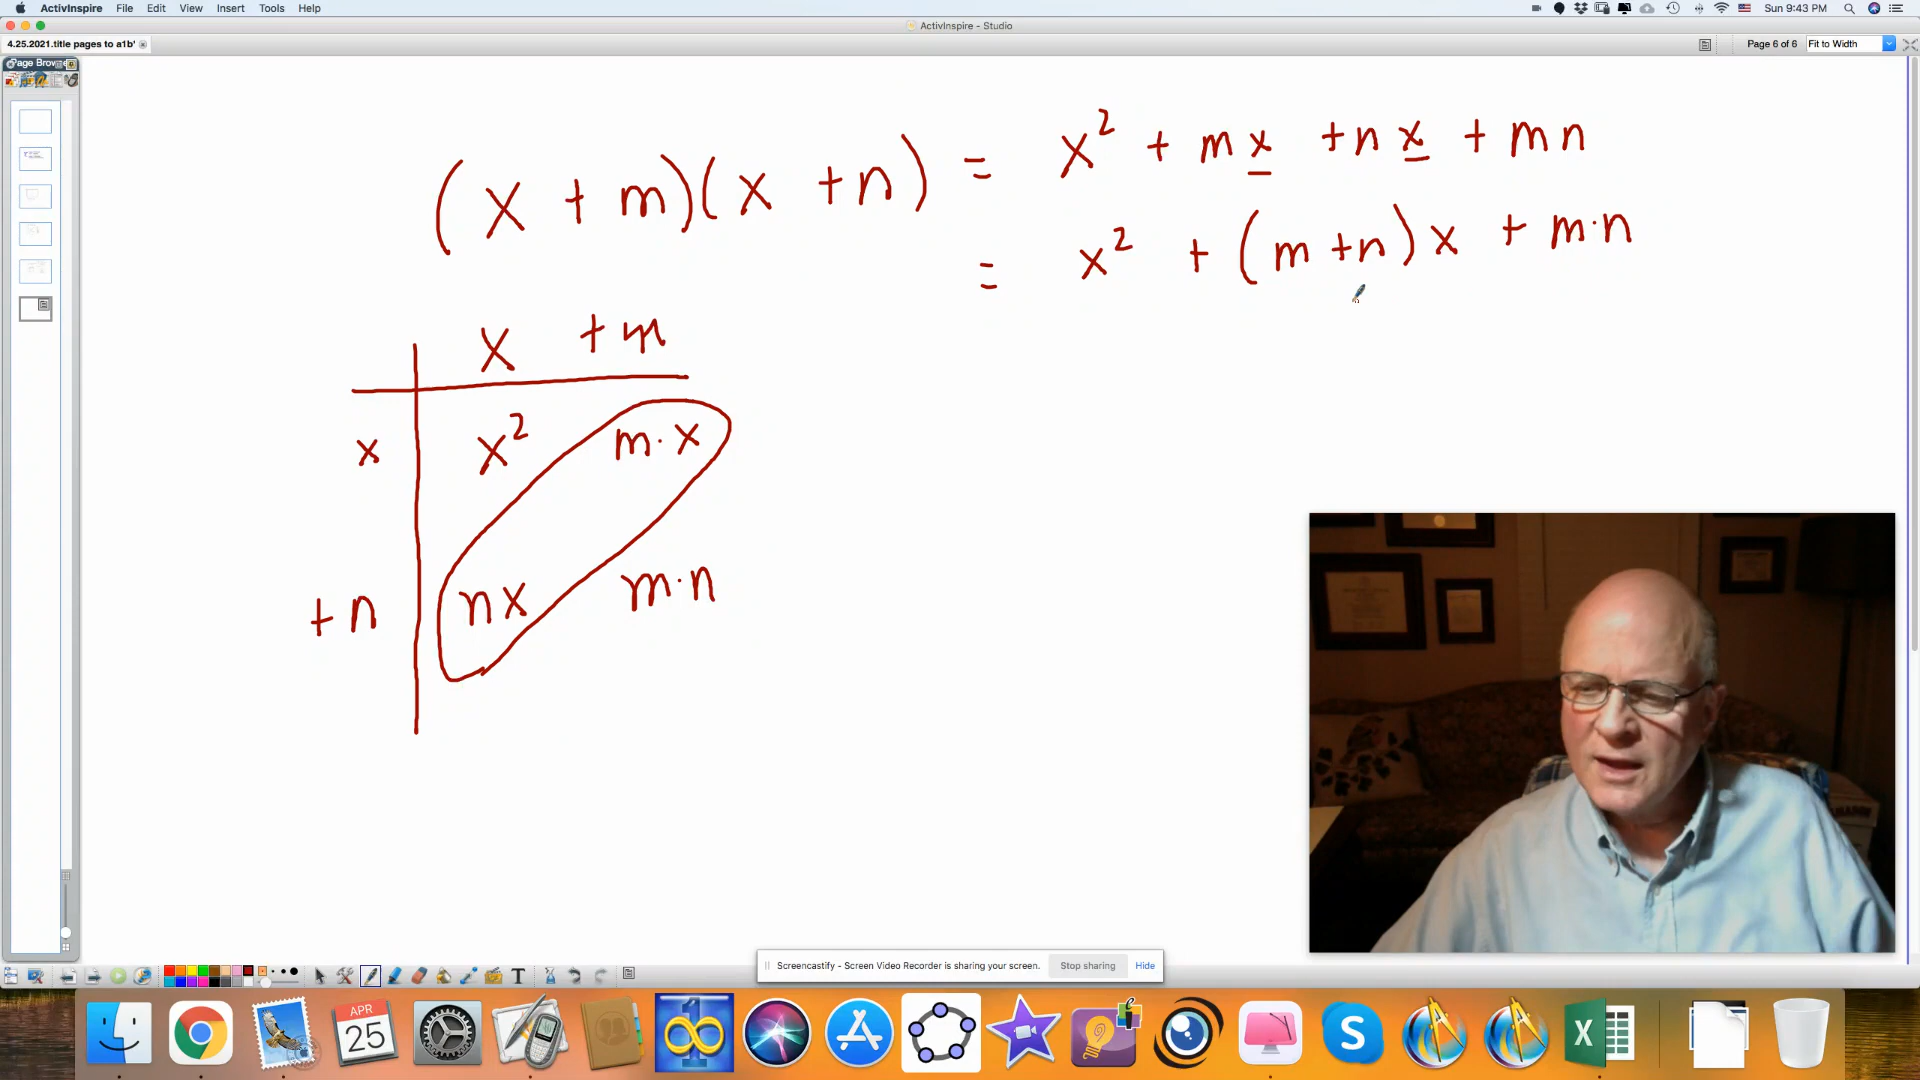 ActivInspire File Edit View Insert Tools Help Sun 9:43 PM
ActivInspire - Studio
4.25.2021.title pages to a1b* Page 6 of 6 Fit to Width
Page Brow
(x + m)(x + n) = x² + mx + nx + mn
= x² + (m + n)x + m·n
x + m
x x² m·x
+ n nx m·n
Screencastify - Screen Video Recorder is sharing your screen. Stop sharing Hide
T
APR
25
1
S
X